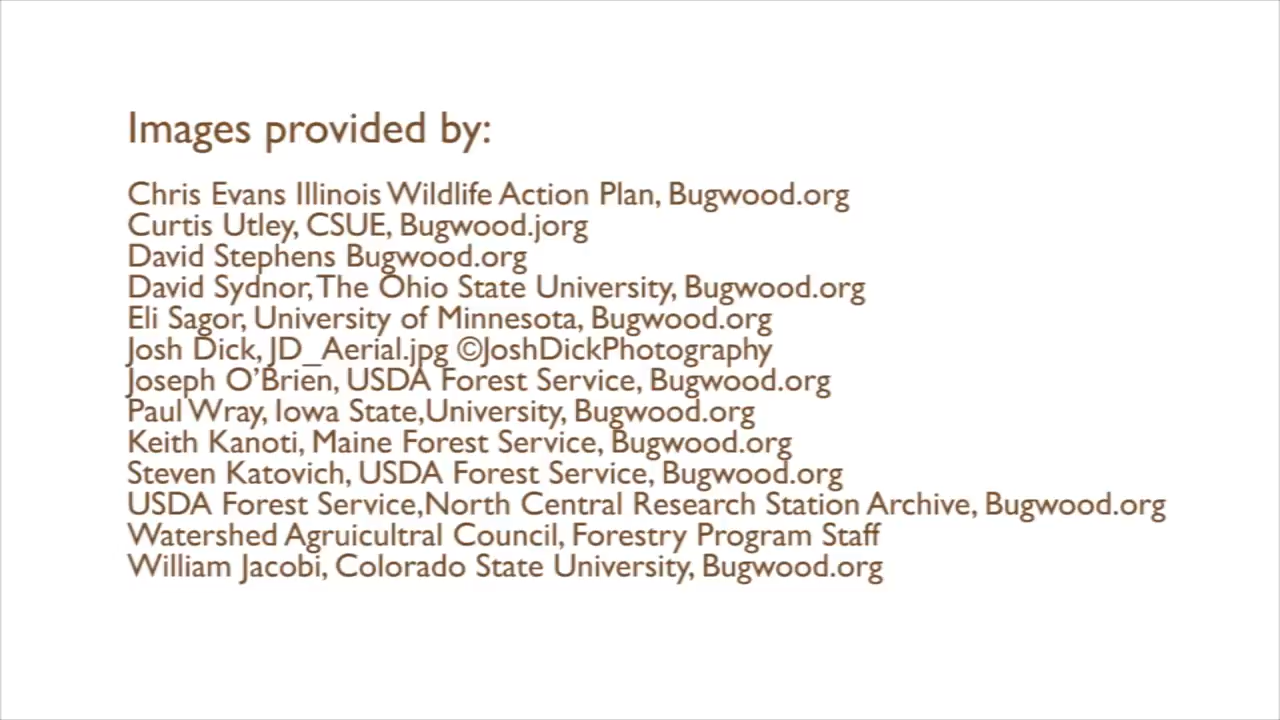 Images provided by:
Chris Evans Illinois Wildlife Action Plan, Bugwood.org
Curtis Utley, CSUE, Bugwood.jorg
David Stephens Bugwood.org
David Sydnor, The Ohio State University, Bugwood.org
Eli Sagor, University of Minnesota, Bugwood.org
Josh Dick, JD_Aerial.jpg ©JoshDickPhotography
Joseph O’Brien, USDA Forest Service, Bugwood.org
Paul Wray, Iowa State,University, Bugwood.org
Keith Kanoti, Maine Forest Service, Bugwood.org
Steven Katovich, USDA Forest Service, Bugwood.org
USDA Forest Service,North Central Research Station Archive, Bugwood.org
Watershed Agruicultral Council, Forestry Program Staff
William Jacobi, Colorado State University, Bugwood.org